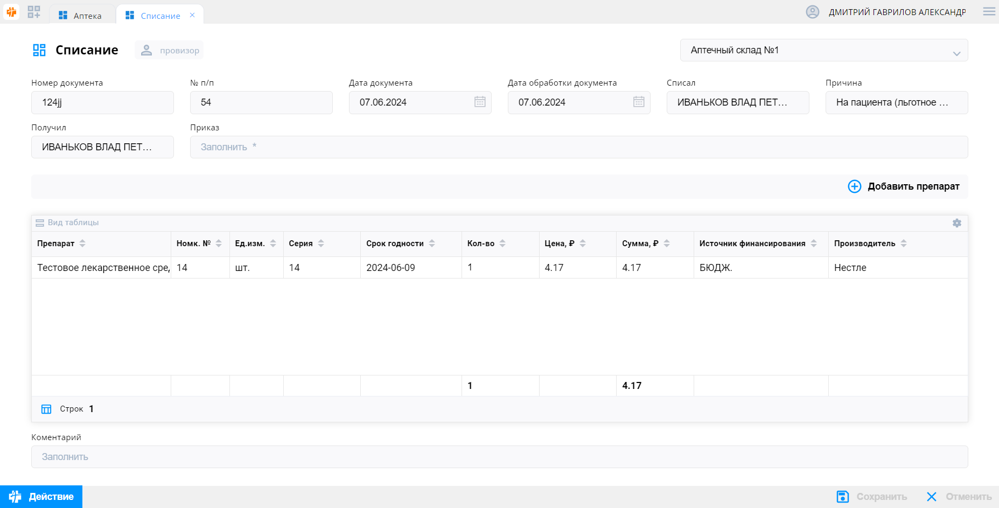 Аптека
Списание
ДМИТРИЙ ГАВРИЛОВ АЛЕКСАНДР
Списание
провизор
Аптечный склад №1
Номер документа
№ п/п
Дата документа
Дата обработки документа
Списал
Причина
124jj
54
07.06.2024
07.06.2024
ИВАНЬКОВ ВЛАД ПЕТ...
На пациента (льготное ...
Получил
Приказ
ИВАНЬКОВ ВЛАД ПЕТ...
Заполнить *
Добавить препарат
Вид таблицы
Препарат Номк. № Ед.изм. Серия Срок годности Кол-во Цена, ₽ Сумма, ₽ Источник финансирования Производитель
Тестовое лекарственное сред 14 шт. 14 2024-06-09 1 4.17 4.17 БЮДЖ. Нестле
1 4.17
Строк 1
Коментарий
Заполнить
Действие
Сохранить
Отменить